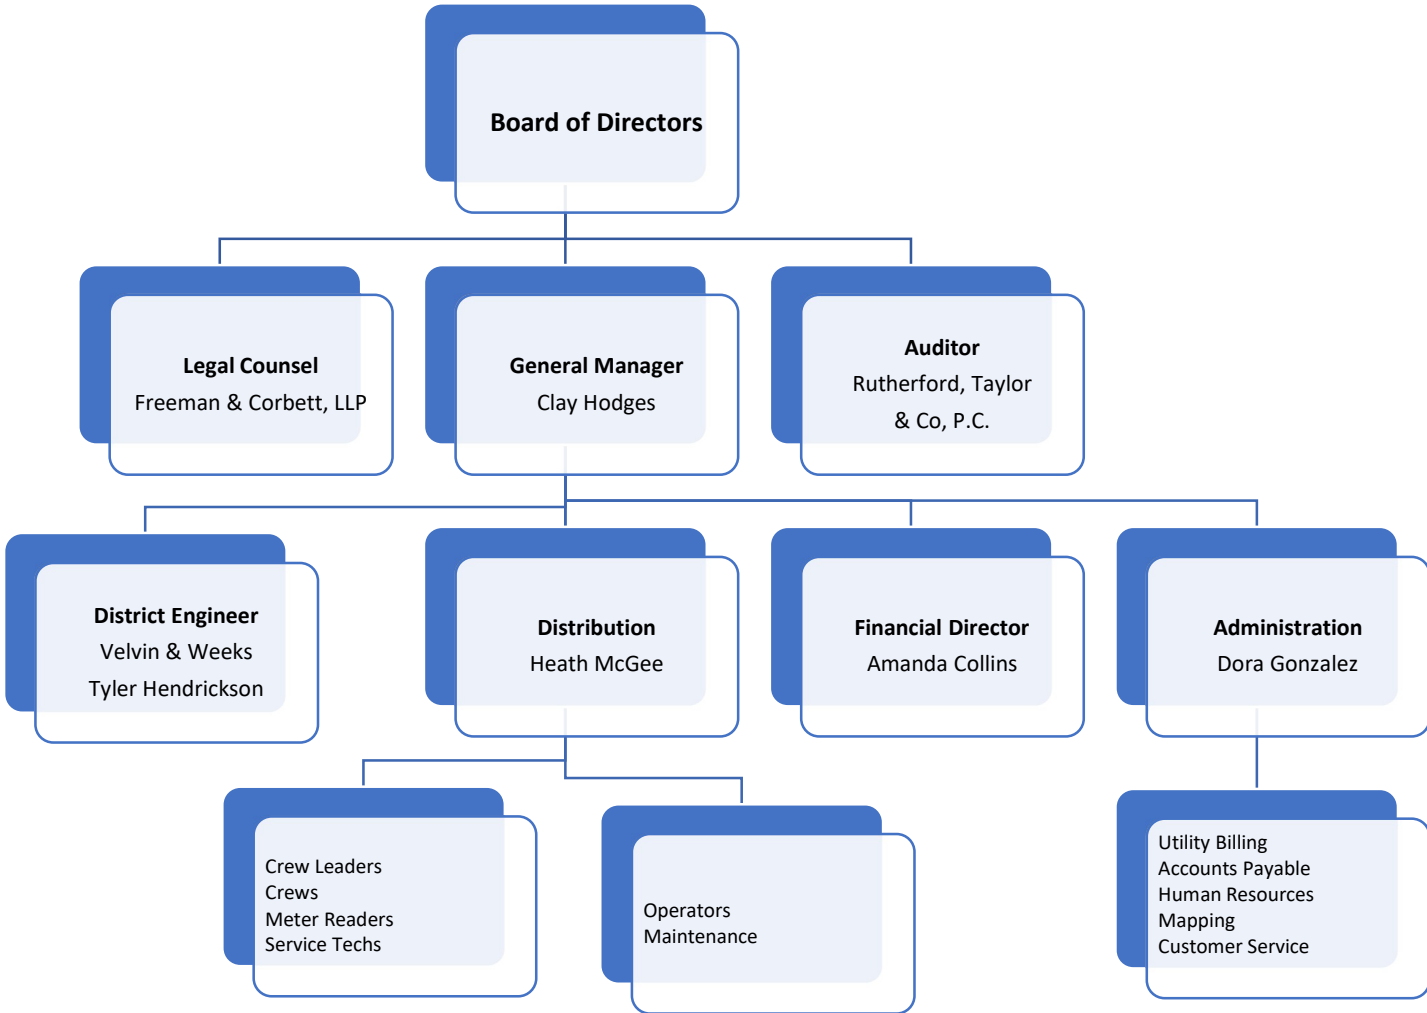 Board of Directors
Legal Counsel
Freeman & Corbett, LLP
General Manager
Clay Hodges
Auditor
Rutherford, Taylor
& Co, P.C.
District Engineer
Velvin & Weeks
Tyler Hendrickson
Distribution
Heath McGee
Financial Director
Amanda Collins
Administration
Dora Gonzalez
Crew Leaders
Crews
Meter Readers
Service Techs
Operators
Maintenance
Utility Billing
Accounts Payable
Human Resources
Mapping
Customer Service